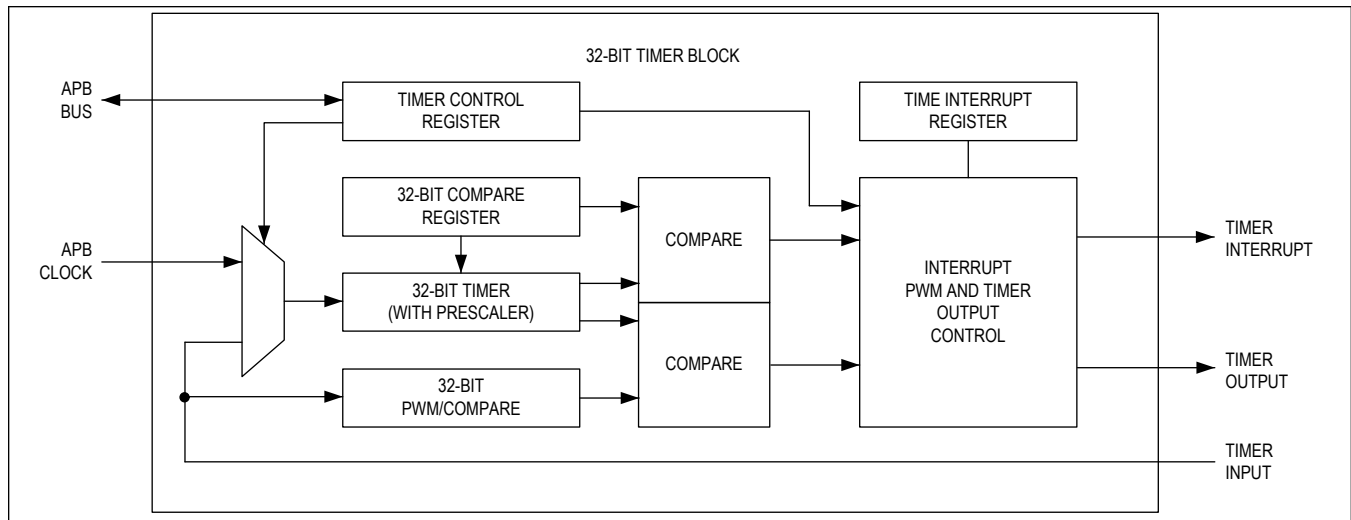 32-BIT TIMER BLOCK
APB
BUS
TIMER CONTROL
REGISTER
TIME INTERRUPT
REGISTER
32-BIT COMPARE
REGISTER
COMPARE
APB
CLOCK
32-BIT TIMER
(WITH PRESCALER)
INTERRUPT
PWM AND TIMER
OUTPUT
CONTROL
TIMER
INTERRUPT
32-BIT
PWM/COMPARE
COMPARE
TIMER
OUTPUT
TIMER
INPUT